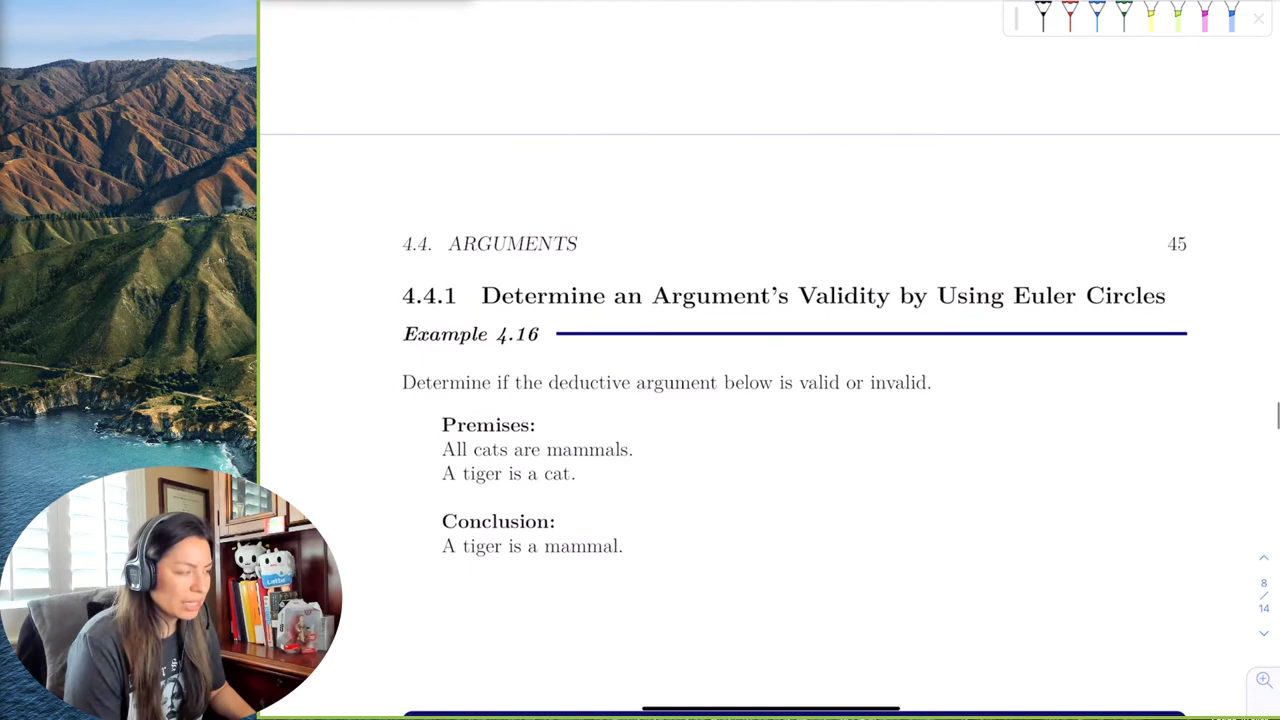 4.4. ARGUMENTS 45
4.4.1 Determine an Argument's Validity by Using Euler Circles
Example 4.16
Determine if the deductive argument below is valid or invalid.
Premises:
All cats are mammals.
A tiger is a cat.
Conclusion:
A tiger is a mammal.
8
/
14